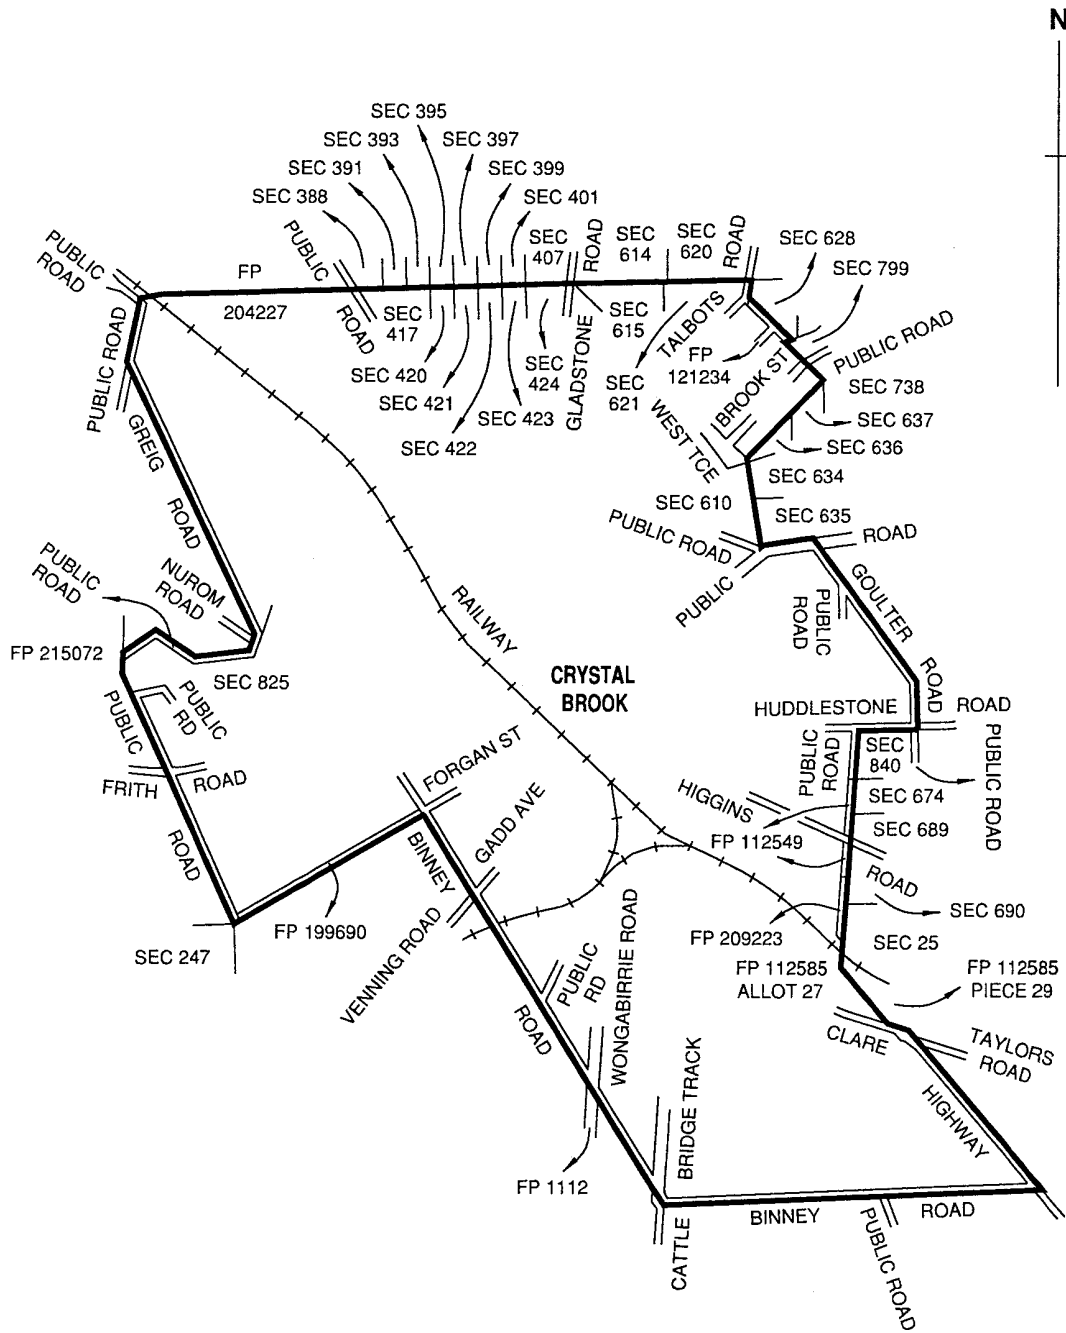 N
SEC 395
SEC 393
SEC 397
SEC 391
SEC 399
SEC 388
SEC 401
PUBLIC
ROAD
FP
204227
PUBLIC
ROAD
SEC
407
ROAD
SEC
614
SEC
620
ROAD
SEC 628
SEC 799
SEC
417
SEC 420
SEC 421
SEC 422
SEC 423
SEC
424
GLADSTONE
SEC
615
SEC
621
TALBOTS
FP
121234
BROOK ST
PUBLIC ROAD
SEC 738
SEC 637
SEC 636
WEST TCE
SEC 634
SEC 610
SEC 635
PUBLIC ROAD
ROAD
PUBLIC
PUBLIC
ROAD
GOULTER
ROAD
PUBLIC ROAD
GREIG
ROAD
PUBLIC
ROAD
NUROM
ROAD
FP 215072
SEC 825
PUBLIC
RD
PUBLIC
FRITH
ROAD
ROAD
RAILWAY
CRYSTAL
BROOK
HUDDLESTONE
ROAD
PUBLIC
ROAD
SEC
840
PUBLIC ROAD
SEC 674
HIGGINS
SEC 689
FP 112549
ROAD
SEC 690
FP 209223
SEC 25
FP 112585
ALLOT 27
FP 112585
PIECE 29
FORGAN ST
GADD AVE
BINNEY
FP 199690
SEC 247
VENNING ROAD
PUBLIC
RD
WONGABIRRIE ROAD
ROAD
CLARE
TAYLORS
ROAD
HIGHWAY
BRIDGE TRACK
FP 1112
CATTLE
BINNEY
ROAD
PUBLIC ROAD